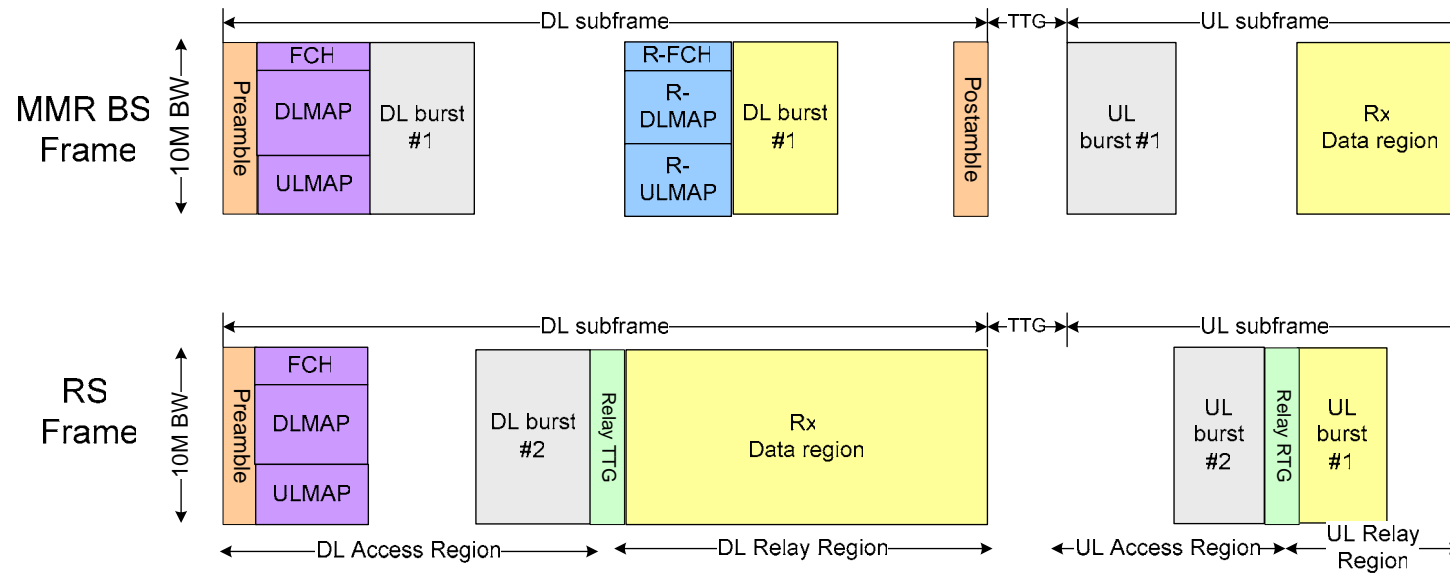 DL subframe
TTG
UL subframe
MMR BS
Frame
10M BW
Preamble
FCH
DLMAP
ULMAP
DL burst
#1
R-FCH
R-
DLMAP
R-
ULMAP
DL burst
#1
Postamble
UL
burst #1
Rx
Data region
DL subframe
TTG
UL subframe
RS
Frame
10M BW
Preamble
FCH
DLMAP
ULMAP
DL burst
#2
Relay TTG
Rx
Data region
UL
burst
#2
Relay RTG
UL
burst
#1
DL Access Region
DL Relay Region
UL Access Region
UL Relay
Region